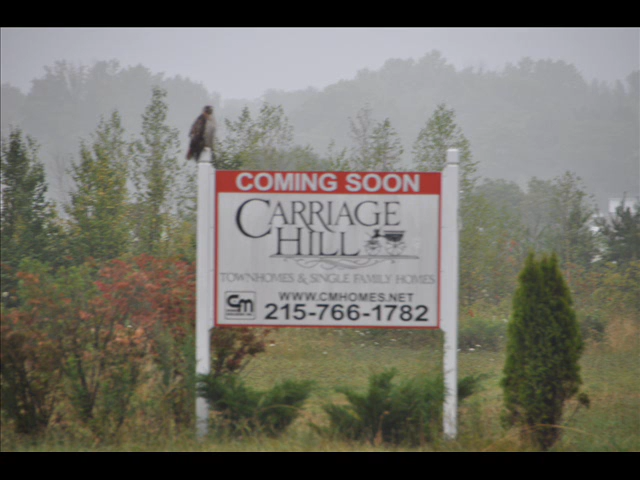 COMING SOON
CARRIAGE
HILL
TOWNHOMES & SINGLE FAMILY HOMES
WWW.CMHOMES.NET
Cm
215-766-1782